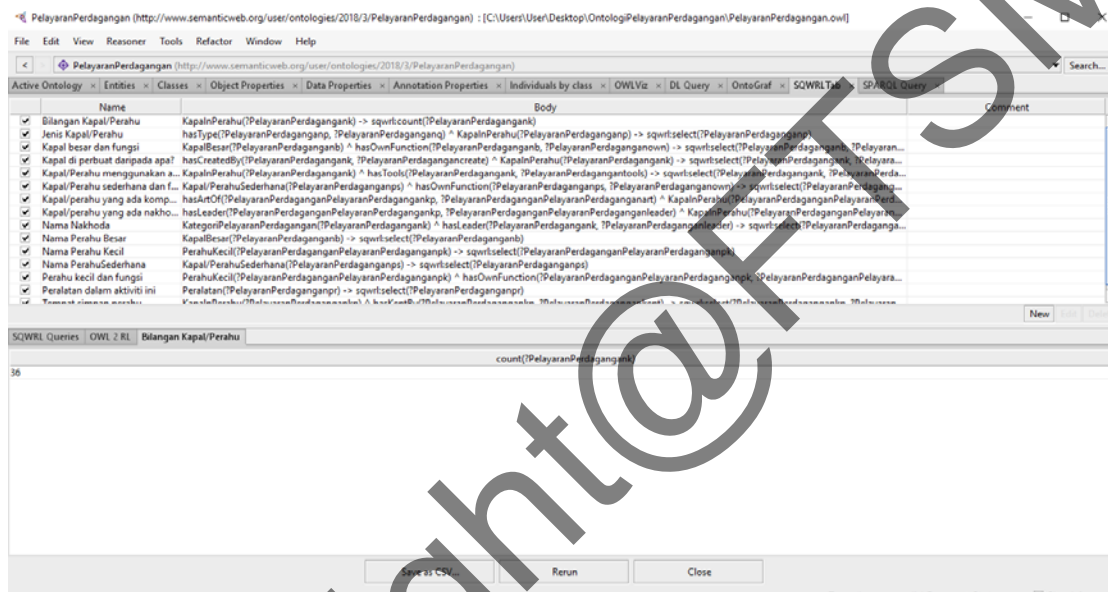 PelayaranPerdagangan (http://www.semanticweb.org/user/ontologies/2018/3/PelayaranPerdagangan) : [C:\Users\User\Desktop\OntologiPelayaranPerdagangan\PelayaranPerdagangan.owl]
File Edit View Reasoner Tools Refactor Window Help
< > PelayaranPerdagangan (http://www.semanticweb.org/user/ontologies/2018/3/PelayaranPerdagangan) Search...
Active Ontology × Entities × Classes × Object Properties × Data Properties × Annotation Properties × Individuals by class × OWLViz × DL Query × OntoGraf × SQWRLTab × SPARQL Query ×
Name Body Comment
Bilangan Kapal/Perahu KapalnPerahu(?PelayaranPerdagangank) -> sqwrl:count(?PelayaranPerdagangank)
Jenis Kapal/Perahu hasType(?PelayaranPerdaganganp, ?PelayaranPerdaganganq) ^ KapalnPerahu(?PelayaranPerdaganganp) -> sqwrl:select(?PelayaranPerdaganganp)
Kapal besar dan fungsi KapalBesar(?PelayaranPerdaganganb) ^ hasOwnFunction(?PelayaranPerdaganganb, ?PelayaranPerdaganganown) -> sqwrl:select(?PelayaranPerdaganganb, ?Pelayaran...
Kapal di perbuat daripada apa? hasCreatedBy(?PelayaranPerdagangank, ?PelayaranPerdagangancreate) ^ KapalnPerahu(?PelayaranPerdagangank) -> sqwrl:select(?PelayaranPerdagangank, ?Pelayara...
Kapal/Perahu menggunakan a... KapalnPerahu(?PelayaranPerdagangank) ^ hasTools(?PelayaranPerdagangank, ?PelayaranPerdagangantools) -> sqwrl:select(?PelayaranPerdagangank, ?PelayaranPerda...
Kapal/Perahu sederhana dan f... Kapal/PerahuSederhana(?PelayaranPerdaganganps) ^ hasOwnFunction(?PelayaranPerdaganganps, ?PelayaranPerdaganganown) -> sqwrl:select(?PelayaranPerdagang...
Kapal/perahu yang ada komp... hasArtOf(?PelayaranPerdaganganPelayaranPerdagangankp, ?PelayaranPerdaganganPelayaranPerdaganganart) ^ KapalnPerahu(?PelayaranPerdaganganPelayaranPerd...
Kapal/perahu yang ada nakho... hasLeader(?PelayaranPerdaganganPelayaranPerdagangankp, ?PelayaranPerdaganganPelayaranPerdaganganleader) ^ KapalnPerahu(?PelayaranPerdaganganPelayaran...
Nama Nakhoda KategoriPelayaranPerdagangan(?PelayaranPerdagangank) ^ hasLeader(?PelayaranPerdagangank, ?PelayaranPerdaganganleader) -> sqwrl:select(?PelayaranPerdaganga...
Nama Perahu Besar KapalBesar(?PelayaranPerdaganganb) -> sqwrl:select(?PelayaranPerdaganganb)
Nama Perahu Kecil PerahuKecil(?PelayaranPerdaganganPelayaranPerdaganganpk) -> sqwrl:select(?PelayaranPerdaganganPelayaranPerdaganganpk)
Nama PerahuSederhana Kapal/PerahuSederhana(?PelayaranPerdaganganps) -> sqwrl:select(?PelayaranPerdaganganps)
Perahu kecil dan fungsi PerahuKecil(?PelayaranPerdaganganPelayaranPerdaganganpk) ^ hasOwnFunction(?PelayaranPerdaganganPelayaranPerdaganganpk, ?PelayaranPerdaganganPelayara...
Peralatan dalam aktiviti ini Peralatan(?PelayaranPerdaganganpr) -> sqwrl:select(?PelayaranPerdaganganpr)
Tempat simpan perahu
New Edit
SQWRL Queries OWL 2 RL Bilangan Kapal/Perahu
count(?PelayaranPerdagangank)
36
Save as CSV... Rerun Close